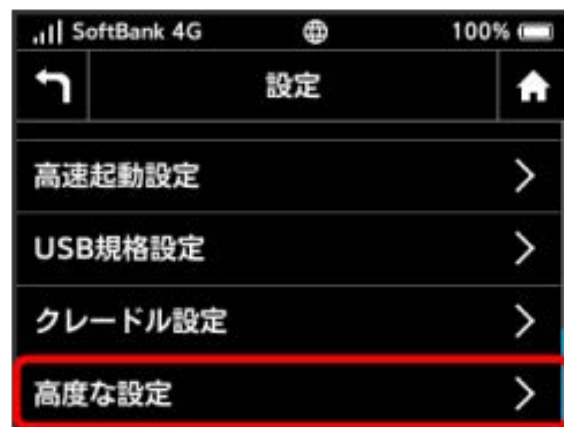 SoftBank 4G 100%
設定
高速起動設定
USB規格設定
クレードル設定
高度な設定